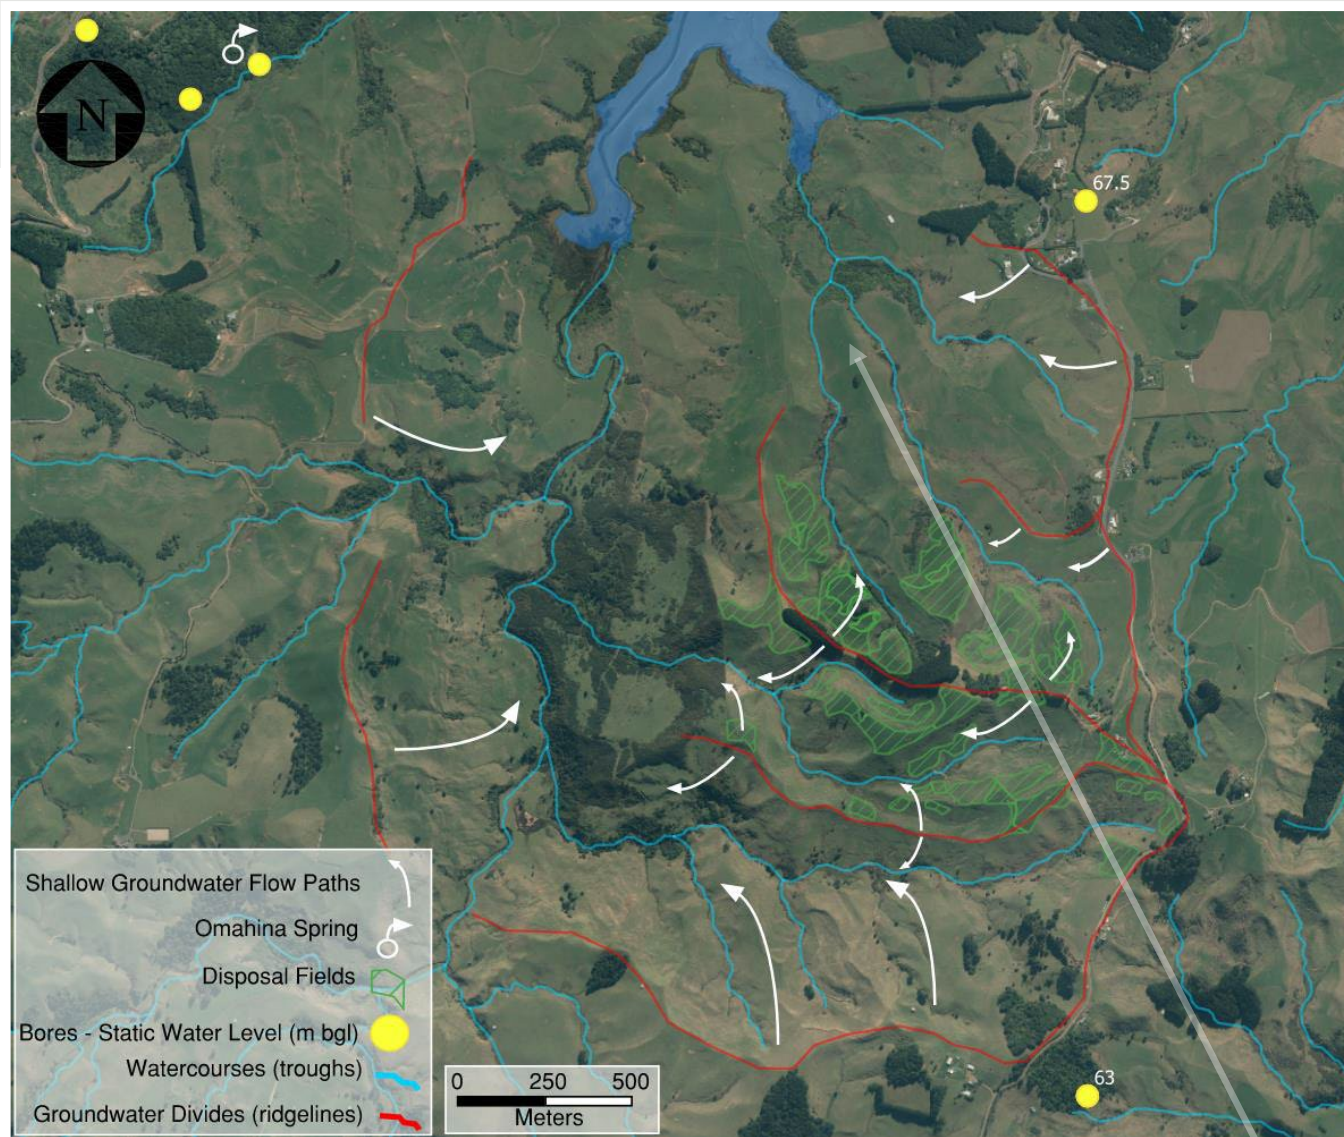 N
67.5
63
Shallow Groundwater Flow Paths
Omahina Spring
Disposal Fields
Bores - Static Water Level (m bgl)
Watercourses (troughs)
Groundwater Divides (ridgelines)
0 250 500
Meters